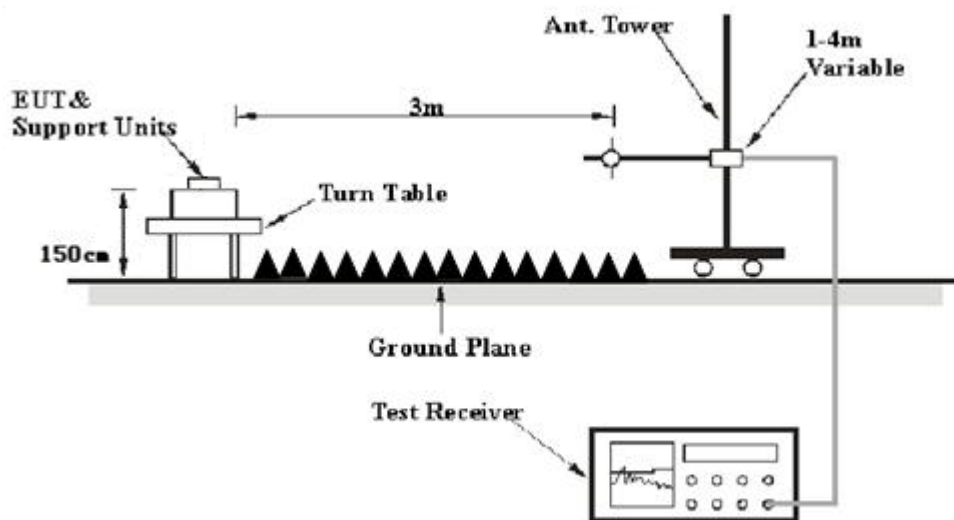 Ant. Tower
1-4m
Variable
EUT&
Support Units
3m
Turn Table
150cm
Ground Plane
Test Receiver